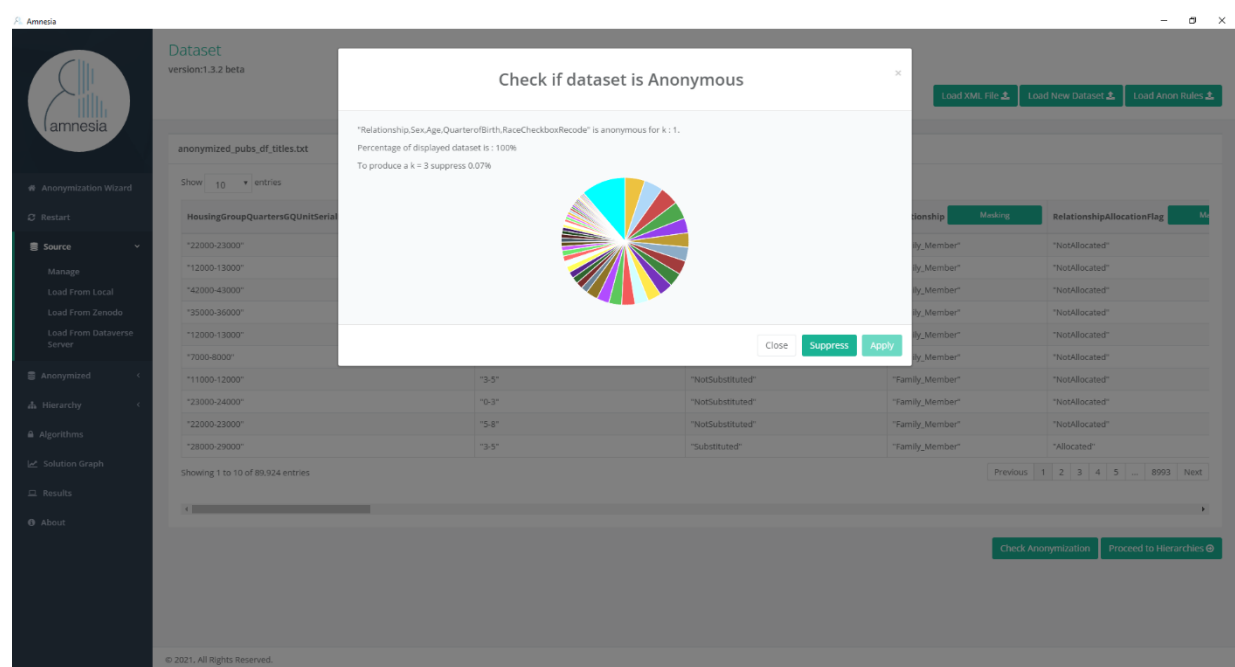 Amnesia
amnesia
Anonymization Wizard
Restart
Source
Manage
Load From Local
Load From Zenodo
Load From Dataverse
Server
Anonymized
Hierarchy
Algorithms
Solution Graph
Results
About
Dataset
version:1.3.2 beta
Load XML File Load New Dataset Load Anon Rules
anonymized_pubs_df_titles.txt
Show 10 entries
Check if dataset is Anonymous
×
"Relationship,Sex,Age,QuarterofBirth,RaceCheckboxRecode" is anonymous for k : 1.
Percentage of displayed dataset is : 100%
To produce a k = 3 suppress 0.07%
Close Suppress Apply
HousingGroupQuartersGQUnitSerial tionship Masking RelationshipAllocationFlag
"22000-23000" ily_Member" "NotAllocated"
"12000-13000" ily_Member" "NotAllocated"
"42000-43000" ily_Member" "NotAllocated"
"35000-36000" ily_Member" "NotAllocated"
"12000-13000" ily_Member" "NotAllocated"
"7000-8000" ily_Member" "NotAllocated"
"11000-12000" "3-5" "NotSubstituted" "Family_Member" "NotAllocated"
"23000-24000" "0-3" "NotSubstituted" "Family_Member" "NotAllocated"
"22000-23000" "5-8" "NotSubstituted" "Family_Member" "NotAllocated"
"28000-29000" "3-5" "Substituted" "Family_Member" "Allocated"
Showing 1 to 10 of 89,924 entries
Previous 1 2 3 4 5 ... 8993 Next
Check Anonymization Proceed to Hierarchies
© 2021, All Rights Reserved.